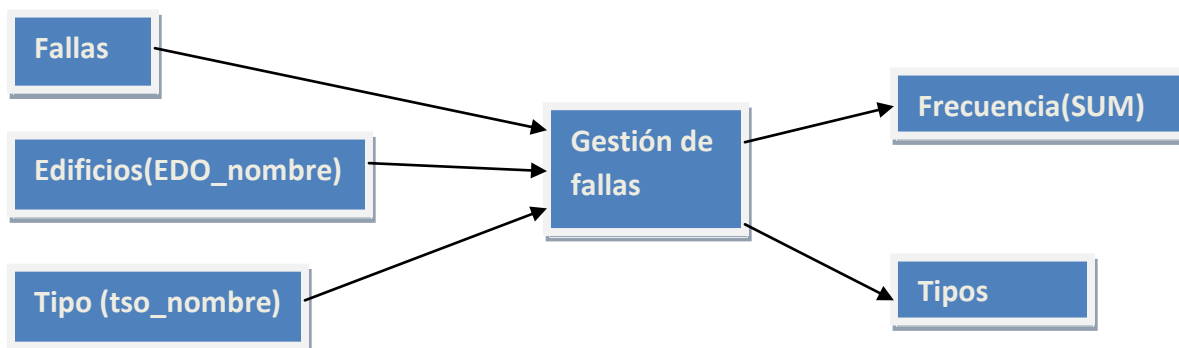 Fallas
Edificios(EDO_nombre)
Tipo (tso_nombre)
Gestión de
fallas
Frecuencia(SUM)
Tipos